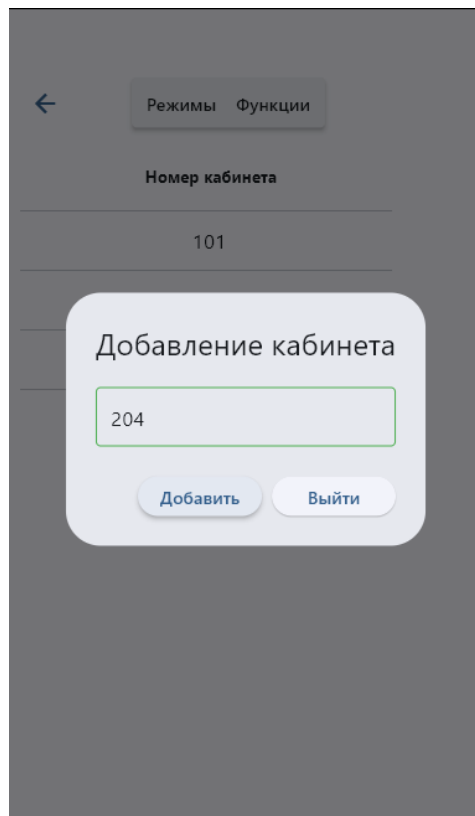 Режимы Функции
Номер кабинета
101
Добавление кабинета
204
Добавить Выйти